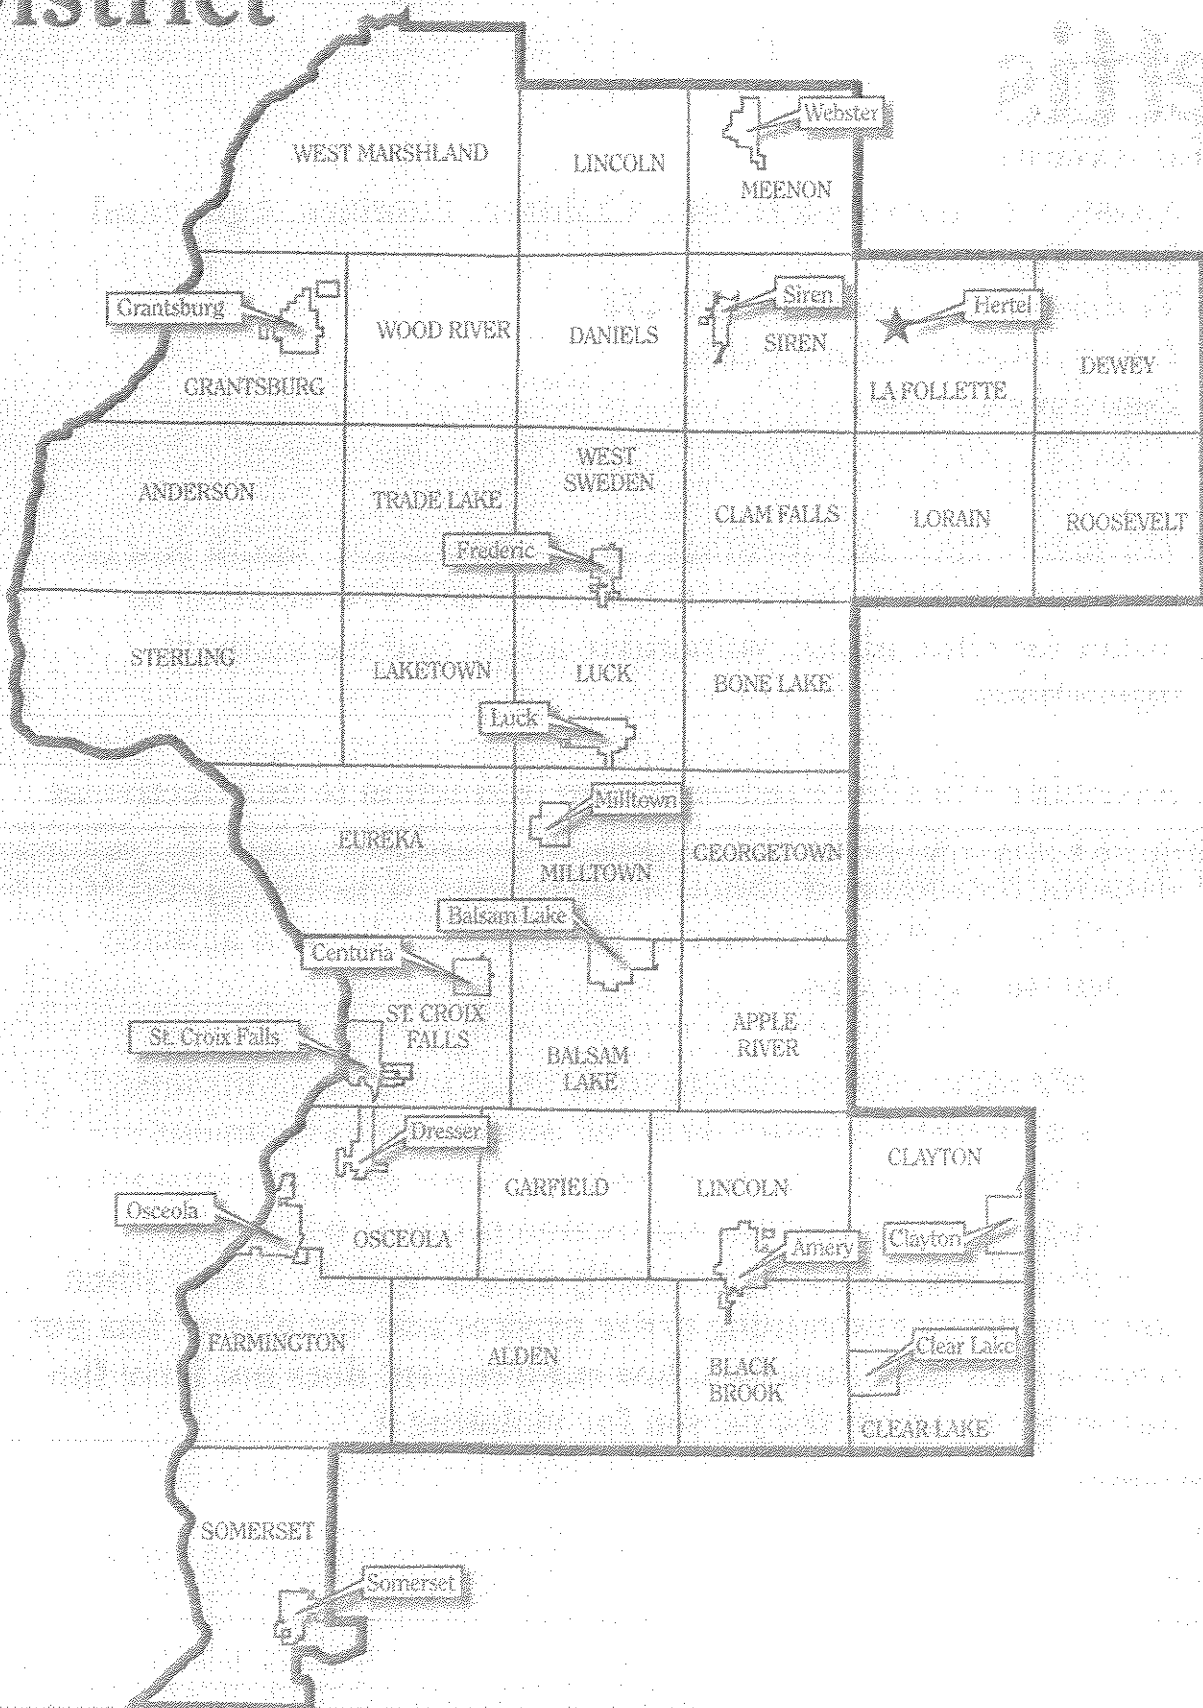 istrict
Webster
WEST MARSHLAND
LINCOLN
MEENON
Grantsburg
Siren
Hertel
WOOD RIVER
DANIELS
SIREN
DEWEY
GRANTSBURG
LA FOLLETTE
WEST
SWEDEN
ANDERSON
TRADE LAKE
CLAM FALLS
LORAIN
ROOSEVELT
Frederic
STERLING
LAKETOWN
LUCK
BONE LAKE
Luck
Milltown
EUREKA
GEORGETOWN
MILLTOWN
Balsam Lake
Centuria
ST. CROIX
FALLS
APPLE
RIVER
St. Croix Falls
BALSAM
LAKE
Dresser
CLAYTON
GARFIELD
LINCOLN
Osceola
OSCEOLA
Amery
Clayton
FARMINGTON
ALDEN
BLACK
BROOK
Clear Lake
CLEAR LAKE
SOMERSET
Somerset